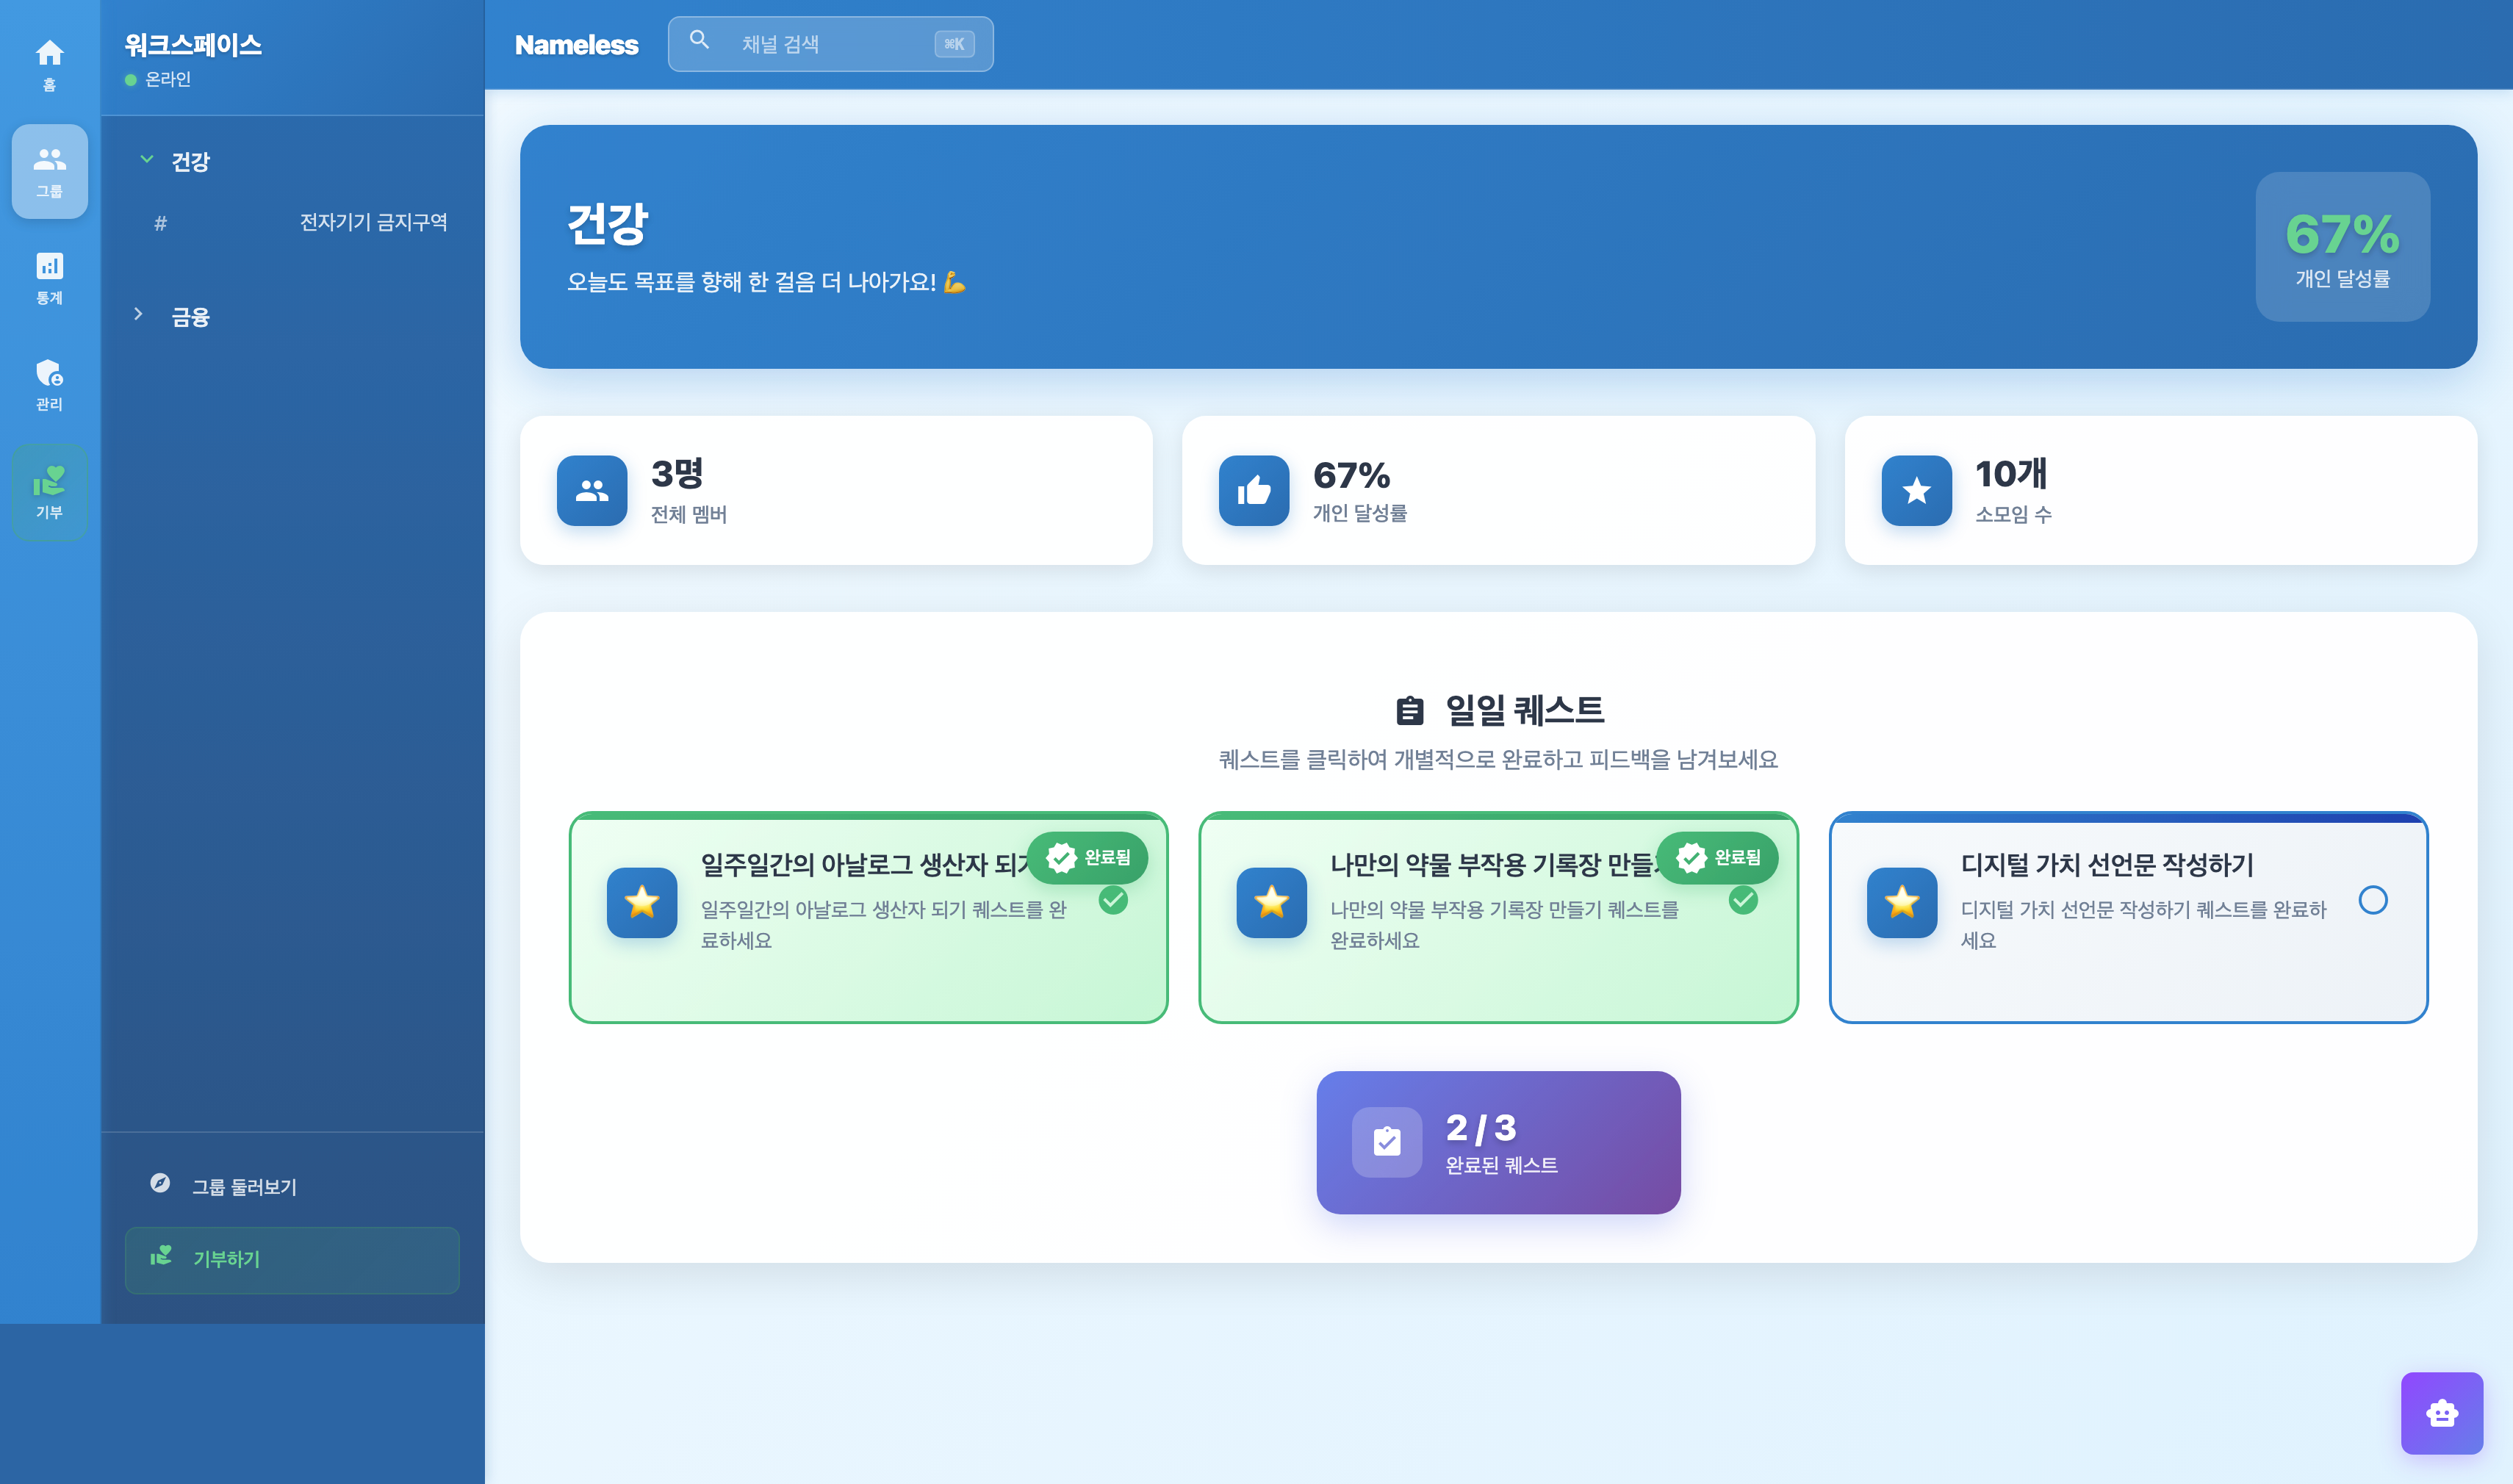 홈
그룹
통계
관리
기부
워크스페이스
온라인
건강
# 전자기기 금지구역
금융
그룹 둘러보기
기부하기
Nameless
채널 검색 ⌘K
건강
오늘도 목표를 향해 한 걸음 더 나아가요! 💪
67%
개인 달성률
3명
전체 멤버
67%
개인 달성률
10개
소모임 수
일일 퀘스트
퀘스트를 클릭하여 개별적으로 완료하고 피드백을 남겨보세요
일주일간의 아날로그 생산자 되기
완료됨
일주일간의 아날로그 생산자 되기 퀘스트를 완
료하세요
나만의 약물 부작용 기록장 만들기
완료됨
나만의 약물 부작용 기록장 만들기 퀘스트를
완료하세요
디지털 가치 선언문 작성하기
디지털 가치 선언문 작성하기 퀘스트를 완료하
세요
2 / 3
완료된 퀘스트